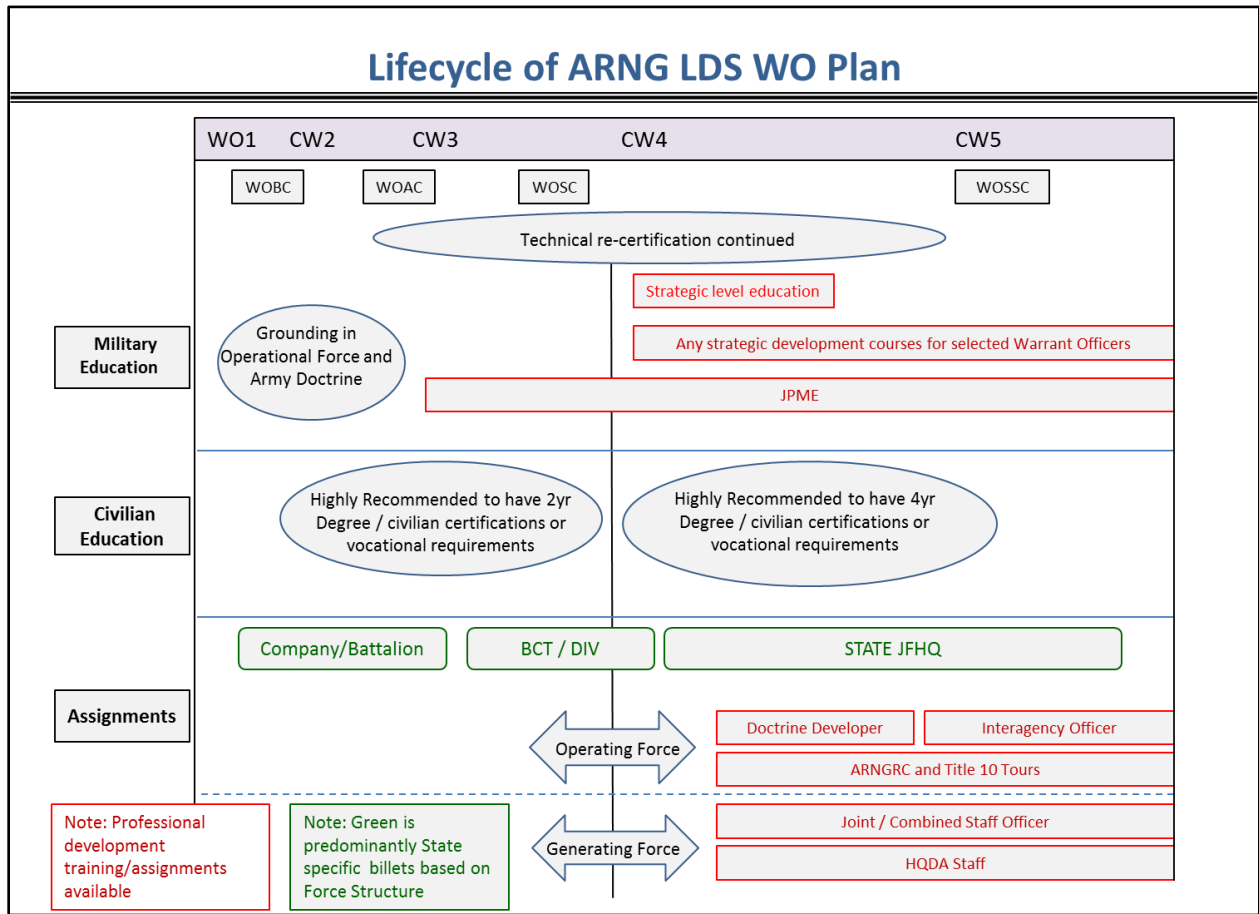 Lifecycle of ARNG LDS WO Plan
WO1 CW2 CW3 CW4 CW5
WOBC WOAC WOSC WOSSC
Technical re-certification continued
Strategic level education
Military
Education
Grounding in
Operational Force and
Army Doctrine
Any strategic development courses for selected Warrant Officers
JPME
Civilian
Education
Highly Recommended to have 2yr
Degree / civilian certifications or
vocational requirements
Highly Recommended to have 4yr
Degree / civilian certifications or
vocational requirements
Company/Battalion BCT / DIV STATE JFHQ
Assignments
Operating Force
Doctrine Developer Interagency Officer
ARNGRC and Title 10 Tours
Note: Professional
development
training/assignments
available
Note: Green is
predominantly State
specific billets based on
Force Structure
Generating Force
Joint / Combined Staff Officer
HQDA Staff